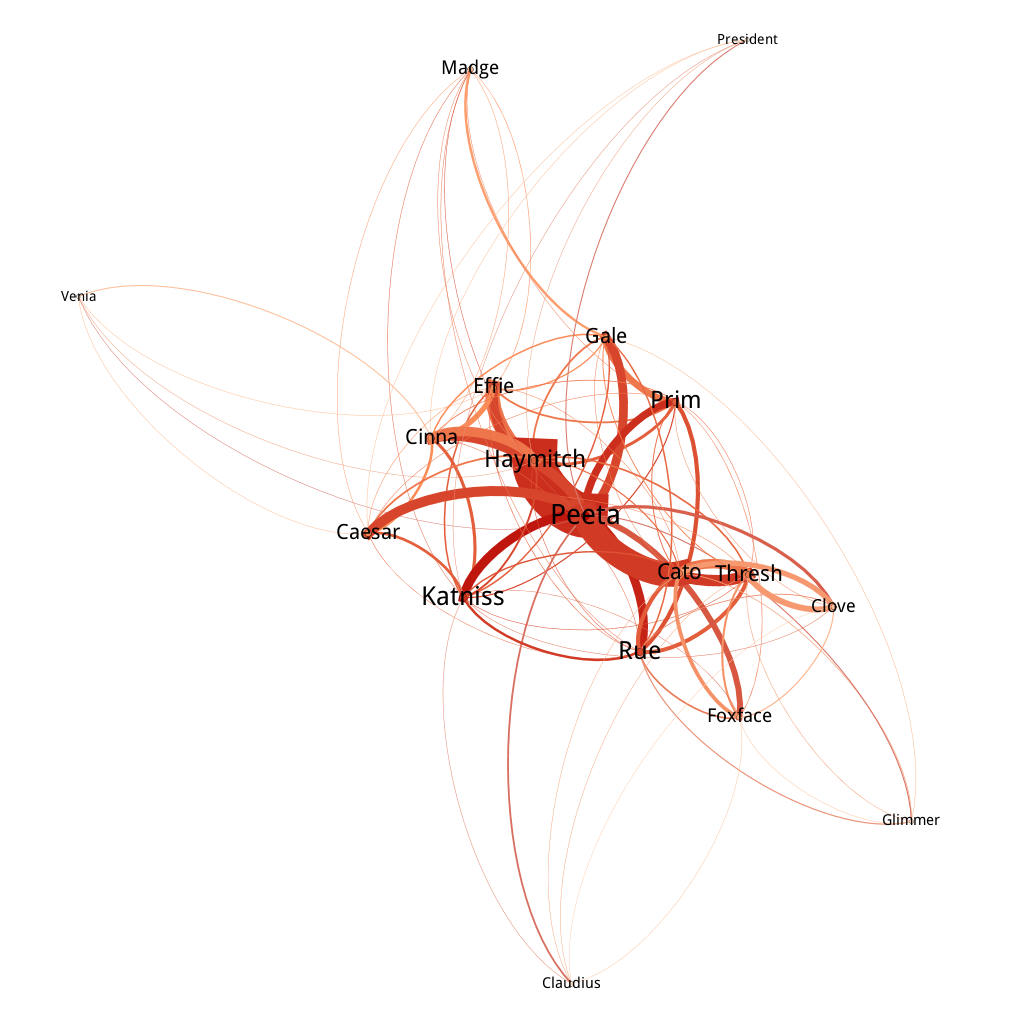 President
Madge
Venia
Gale
Effie
Prim
Cinna
Haymitch
Peeta
Caesar
Cato
Thresh
Katniss
Clove
Rue
Foxface
Glimmer
Claudius